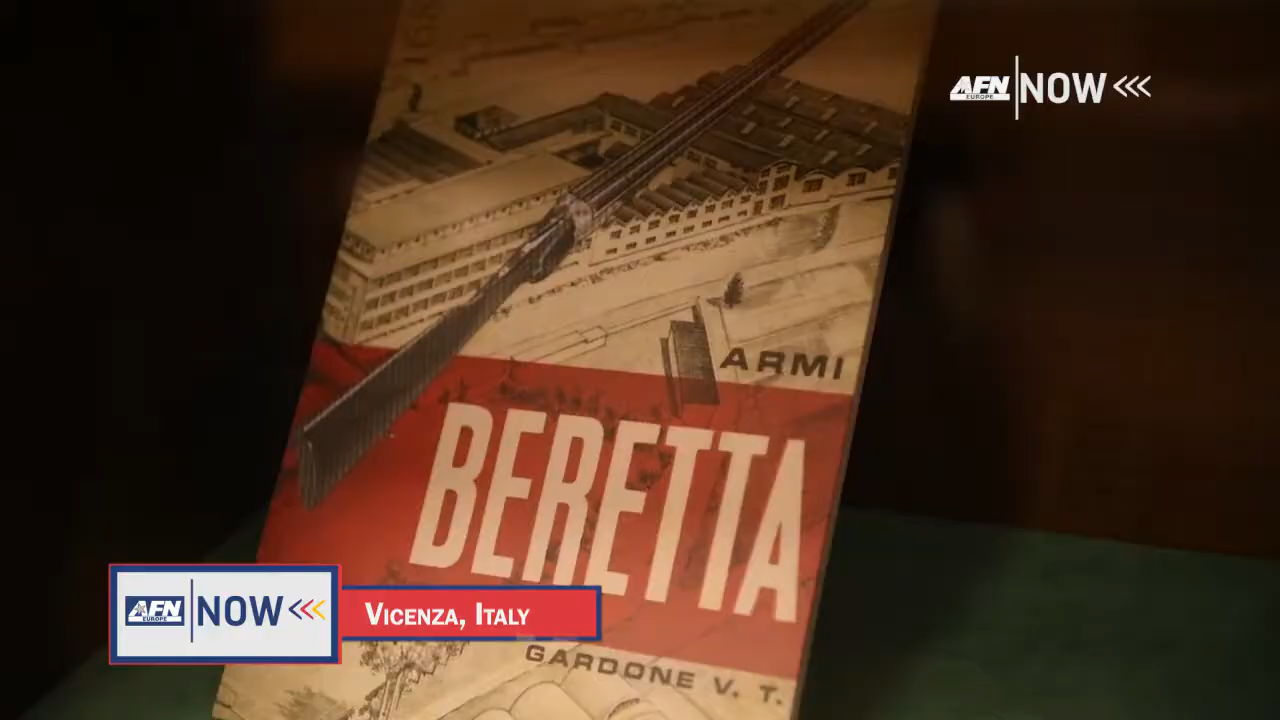 AFN EUROPE NOW
ARMI
BERETTA
GARDONE V. T.
AFN EUROPE NOW
VICENZA, ITALY